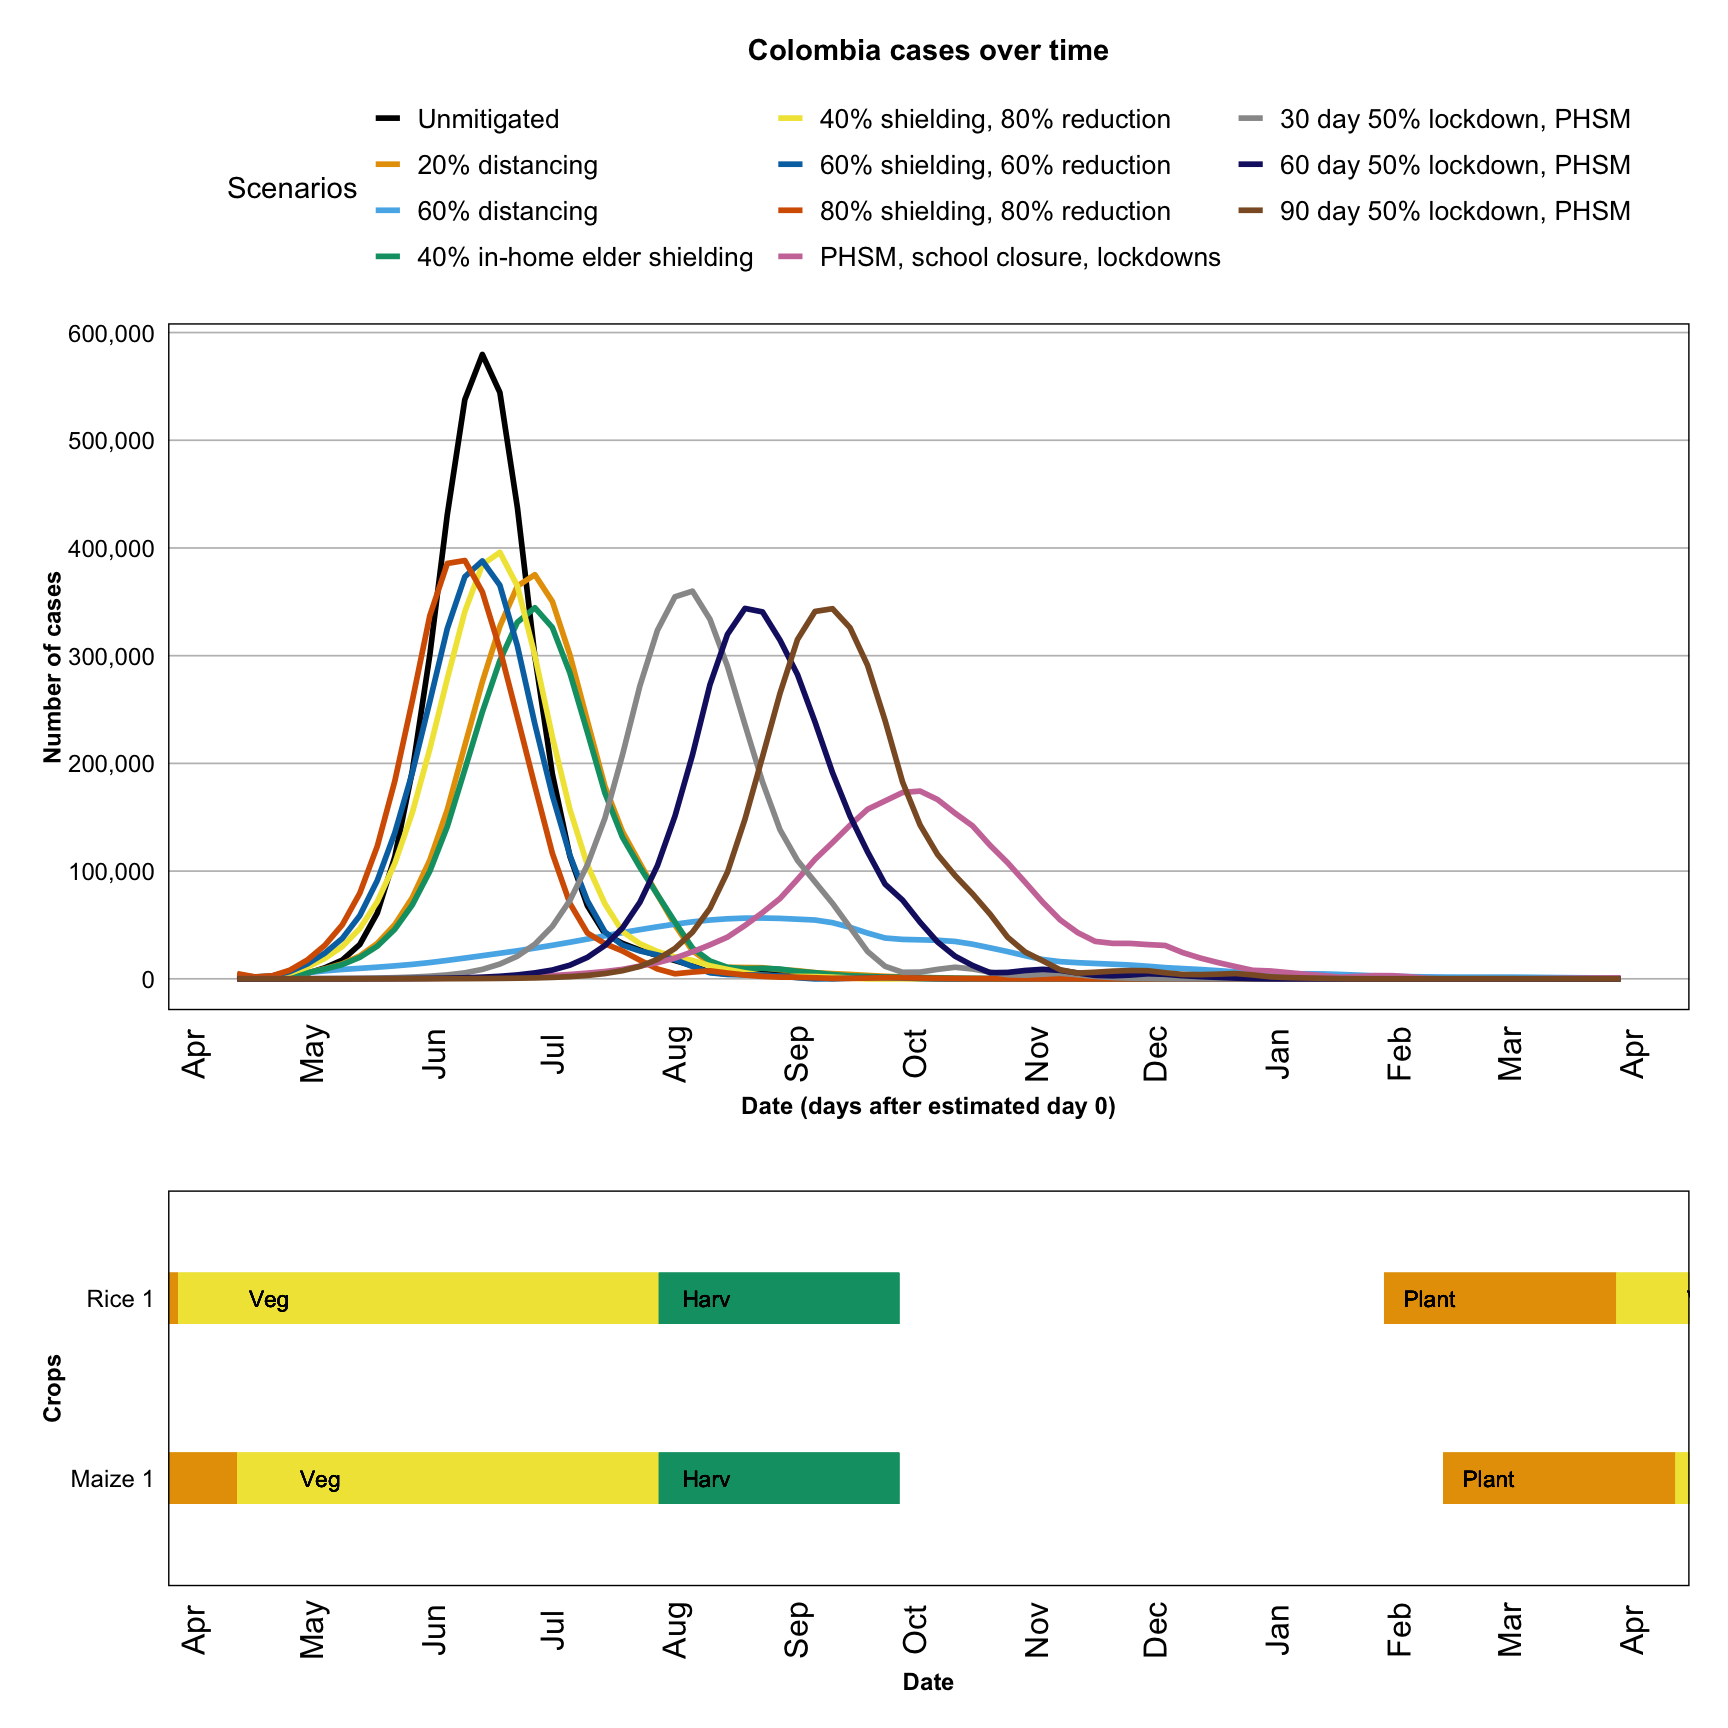 Colombia cases over time
Scenarios
Unmitigated
20% distancing
60% distancing
40% in-home elder shielding
40% shielding, 80% reduction
60% shielding, 60% reduction
80% shielding, 80% reduction
PHSM, school closure, lockdowns
30 day 50% lockdown, PHSM
60 day 50% lockdown, PHSM
90 day 50% lockdown, PHSM
Number of cases
600,000
500,000
400,000
300,000
200,000
100,000
0
Apr May Jun Jul Aug Sep Oct Nov Dec Jan Feb Mar Apr
Date (days after estimated day 0)
Crops
Rice 1 Veg Harv Plant
Maize 1 Veg Harv Plant
Apr May Jun Jul Aug Sep Oct Nov Dec Jan Feb Mar Apr
Date